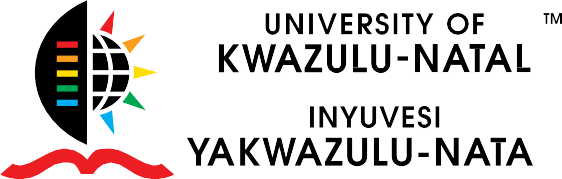 UNIVERSITY OF ™
KWAZULU-NATAL
INYUVESI
YAKWAZULU-NATA